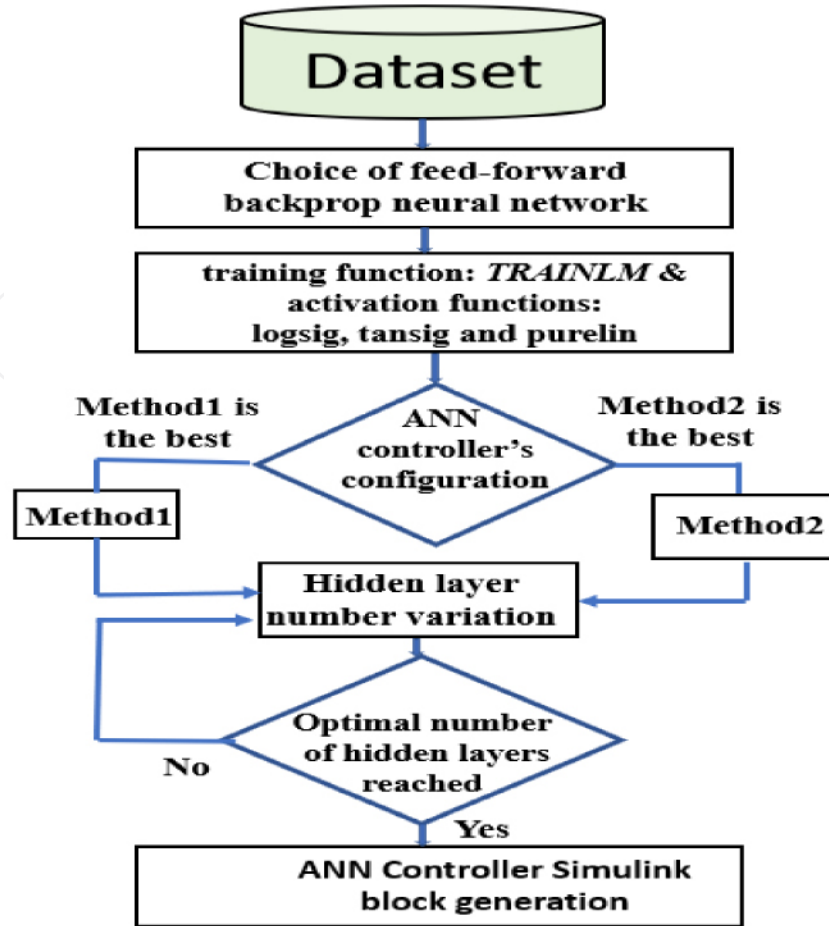 Dataset
Choice of feed-forward
backprop neural network
training function: TRAINLM &
activation functions:
logsig, tansig and purelin
Method1 is
the best
ANN
controller's
configuration
Method2 is
the best
Method1
Method2
Hidden layer
number variation
Optimal number
of hidden layers
reached
No
Yes
ANN Controller Simulink
block generation